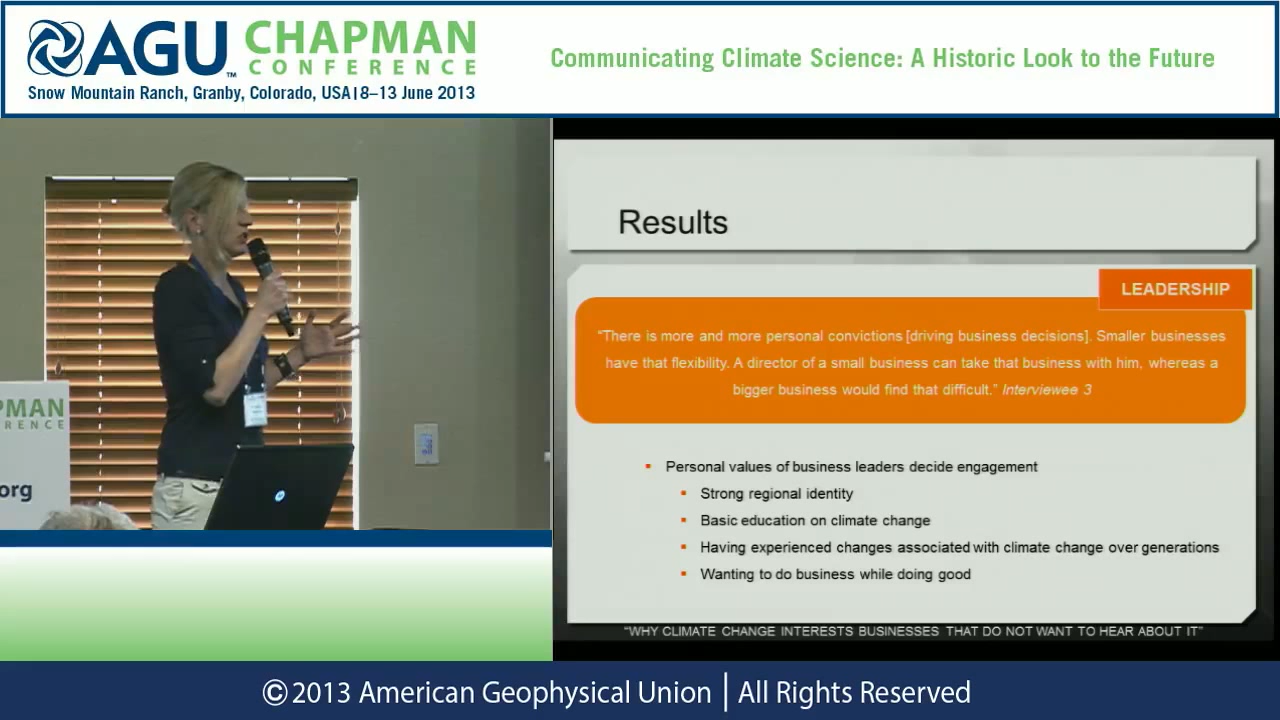 AGU™ CHAPMAN
CONFERENCE
Snow Mountain Ranch, Granby, Colorado, USA|8–13 June 2013
Communicating Climate Science: A Historic Look to the Future
Results
LEADERSHIP
“There is more and more personal convictions [driving business decisions]. Smaller businesses
have that flexibility. A director of a small business can take that business with him, whereas a
bigger business would find that difficult.” Interviewee 3
Personal values of business leaders decide engagement
Strong regional identity
Basic education on climate change
Having experienced changes associated with climate change over generations
Wanting to do business while doing good
“WHY CLIMATE CHANGE INTERESTS BUSINESSES THAT DO NOT WANT TO HEAR ABOUT IT”
PMAN
ERENCE
org
©2013 American Geophysical Union | All Rights Reserved